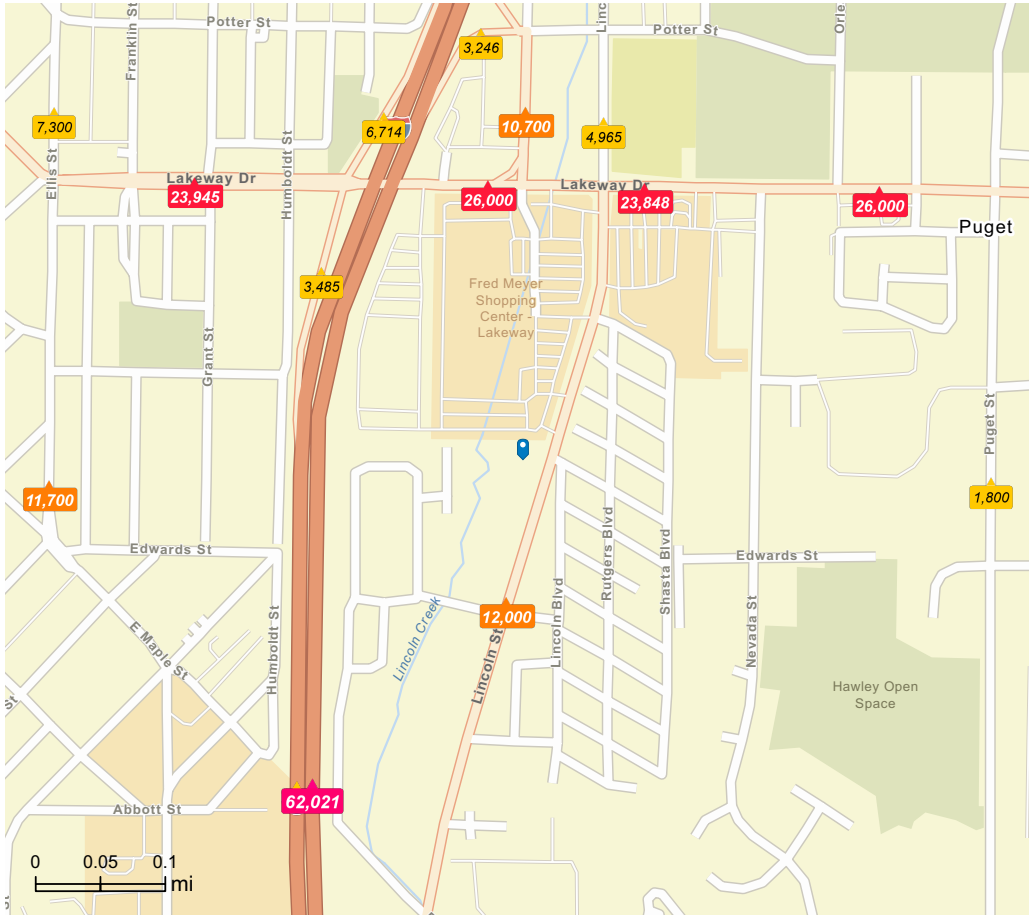 Potter St
Franklin St
Linc
Orle
Potter St
3,246
7,300
6,714
10,700
4,965
Ellis St
Humboldt St
Lakeway Dr
23,945
26,000
Lakeway Dr
23,848
26,000
Puget
3,485
Fred Meyer
Shopping
Center -
Lakeway
Grant St
Puget St
11,700
1,800
Edwards St
Rutgers Blvd
Shasta Blvd
Edwards St
Lincoln Creek
12,000
Lincoln Blvd
Nevada St
E Maple St
Humboldt St
Lincoln St
Hawley Open
Space
St
62,021
Abbott St
0 0.05 0.1
mi
St